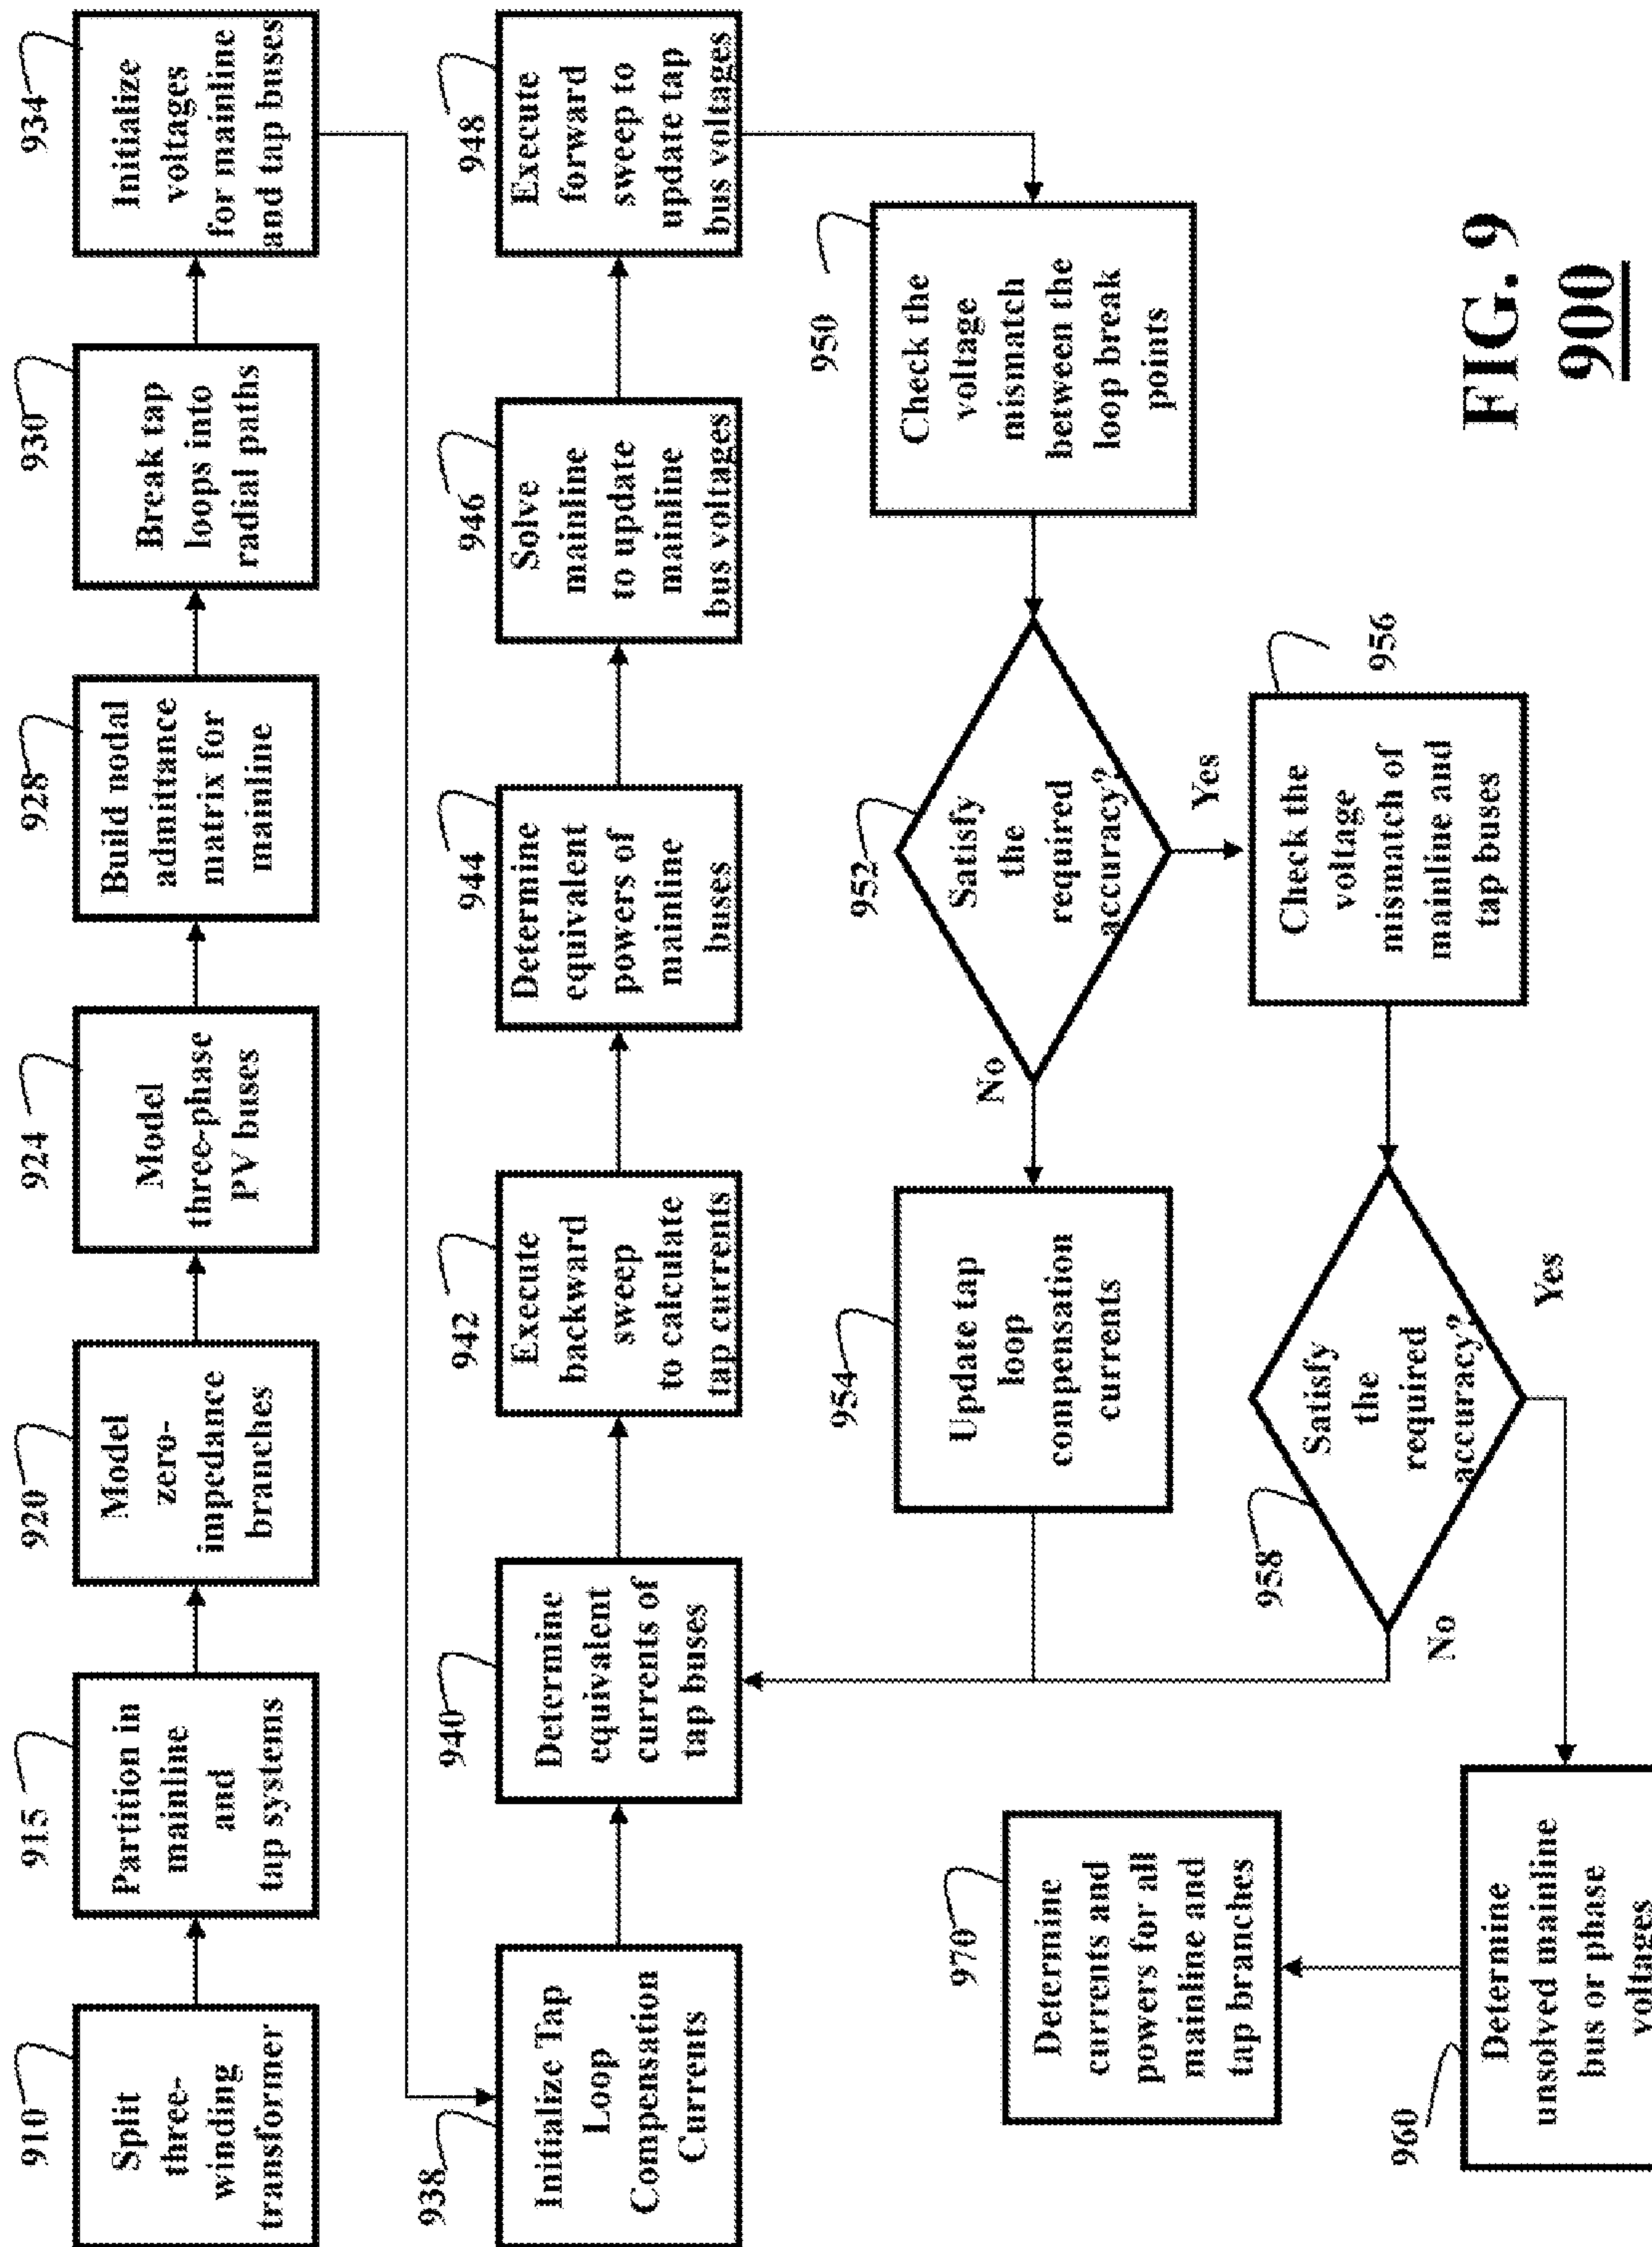 910
Split
three-
winding
transformer
915
Partition in
mainline
and
tap systems
920
Model
zero-
impedance
branches
924
Model
three-phase
PV buses
928
Build nodal
admittance
matrix for
mainline
930
Break tap
loops into
radial paths
934
Initialize
voltages
for mainline
and tap buses
938
Initialize Tap
Loop
Compensation
Currents
940
Determine
equivalent
currents of
tap buses
942
Execute
backward
sweep
to calculate
tap currents
944
Determine
equivalent
powers of
mainline
buses
946
Solve
mainline
to update
mainline
bus voltages
948
Execute
forward
sweep to
update tap
bus voltages
950
Check the
voltage
mismatch
between the
loop break
points
952
Satisfy
the
required
accuracy?
No
Yes
954
Update tap
loop
compensation
currents
956
Check the
voltage
mismatch of
mainline and
tap buses
958
Satisfy
the
required
accuracy?
No
Yes
960
Determine
unsolved mainline
bus or phase
voltages
970
Determine
currents and
powers for all
mainline and
tap branches
FIG. 9
900